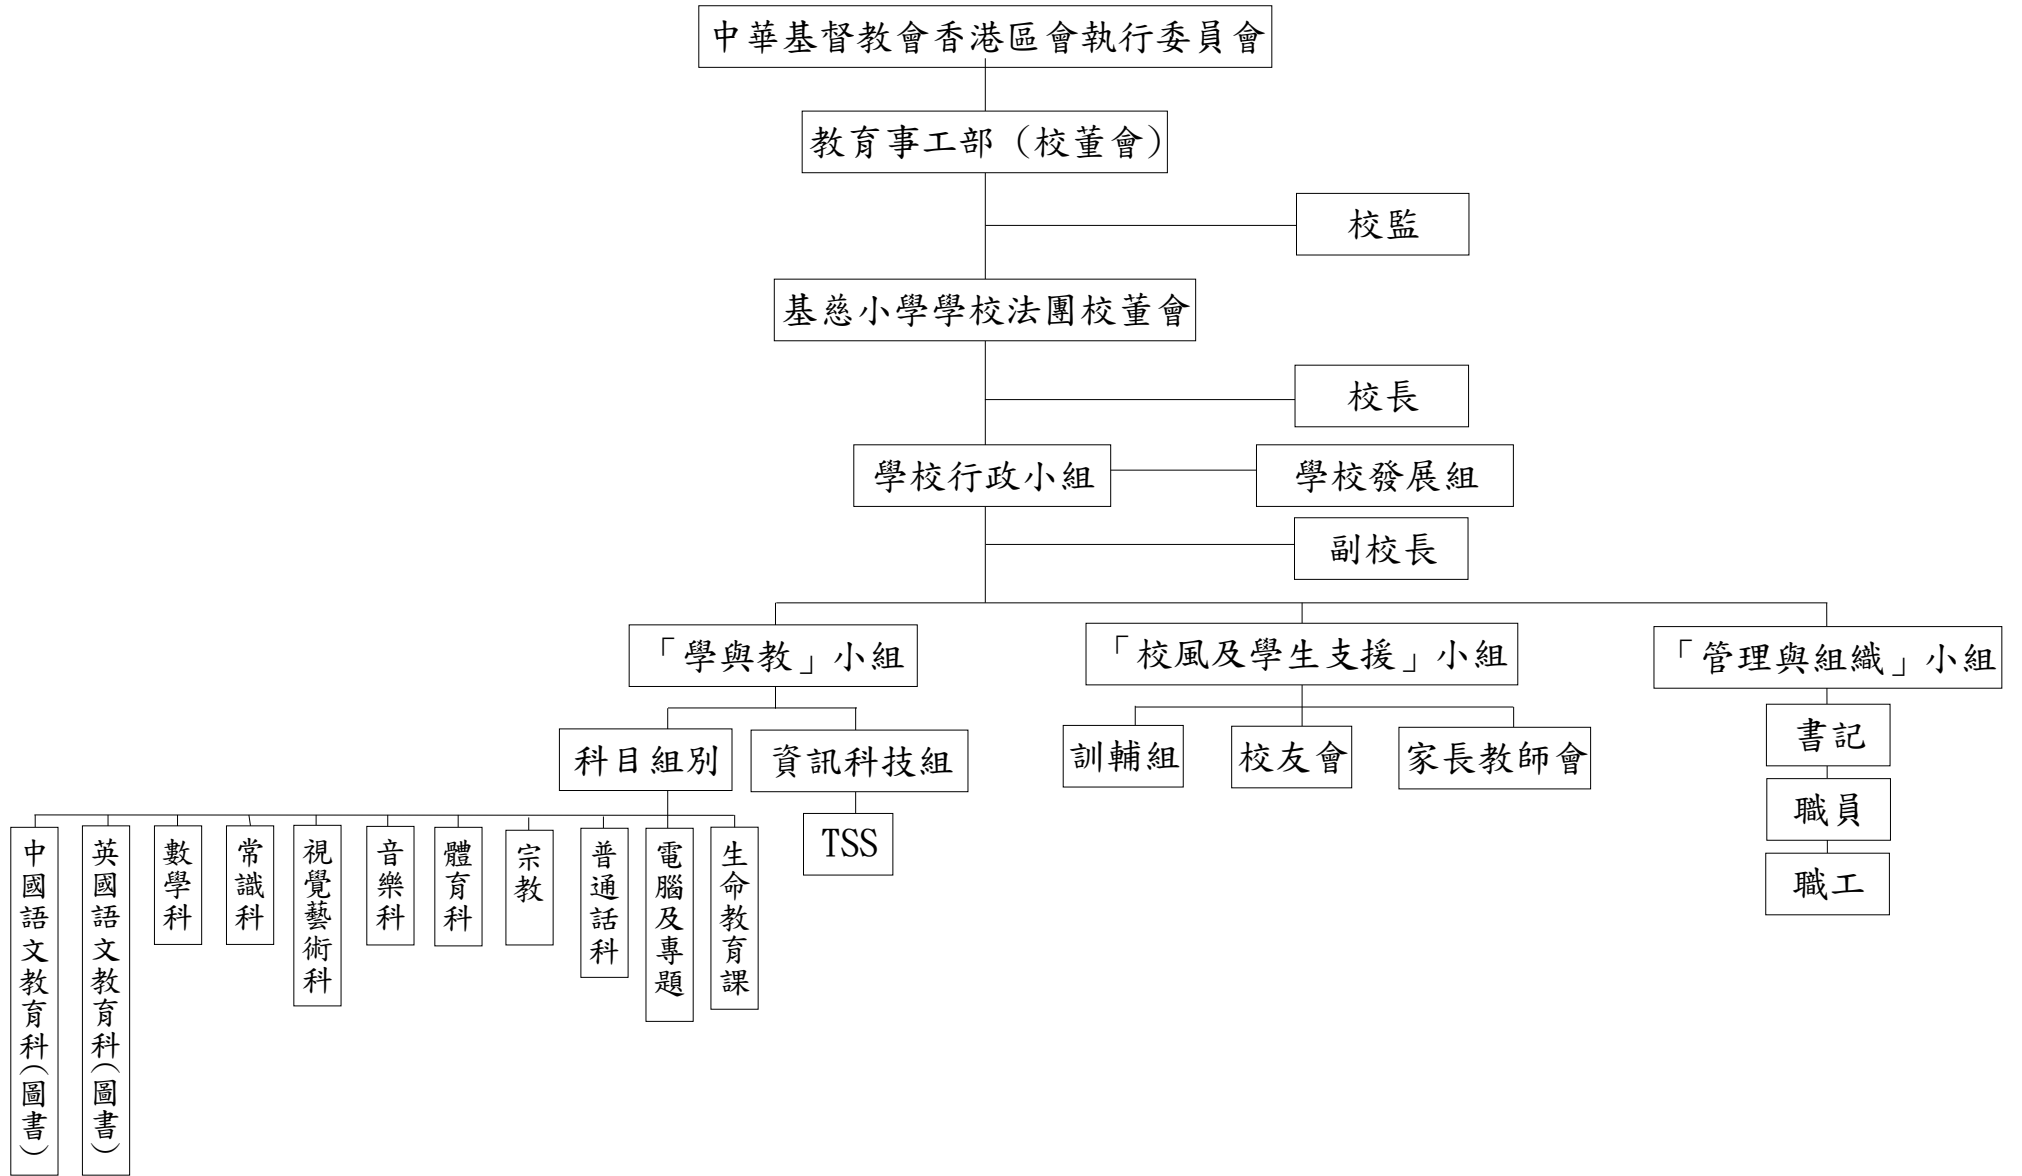 中華基督教會香港區會執行委員會
教育事工部（校董會）
校監
基慈小學學校法團校董會
校長
學校行政小組
學校發展組
副校長
「學與教」小組
「校風及學生支援」小組
「管理與組織」小組
科目組別
資訊科技組
訓輔組
校友會
家長教師會
書記
職員
職工
TSS
中國語文教育科(圖書)
英國語文教育科(圖書)
數學科
常識科
視覺藝術科
音樂科
體育科
宗教
普通話科
電腦及專題
生命教育課